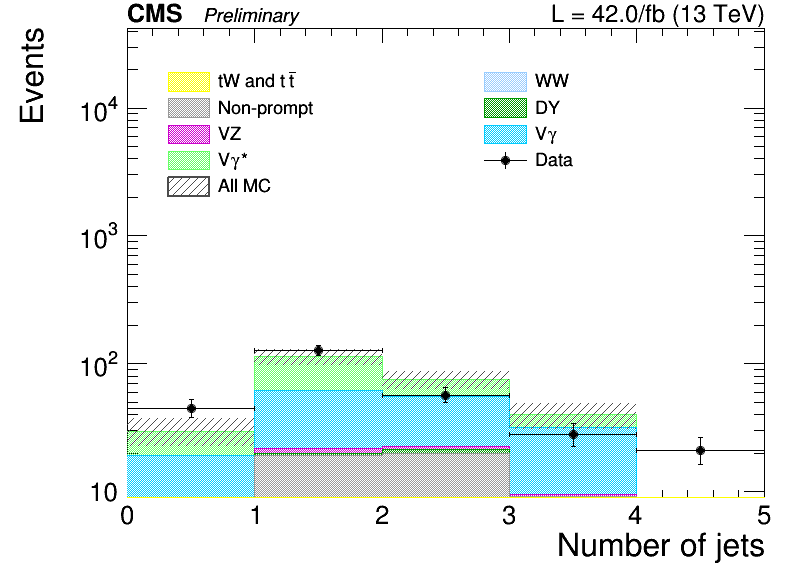 CMS Preliminary L = 42.0/fb (13 TeV)
Events
tW and t t̅
Non-prompt
VZ
Vγ*
All MC
WW
DY
Vγ
Data
10⁴
10³
10²
10
0 1 2 3 4 5
Number of jets